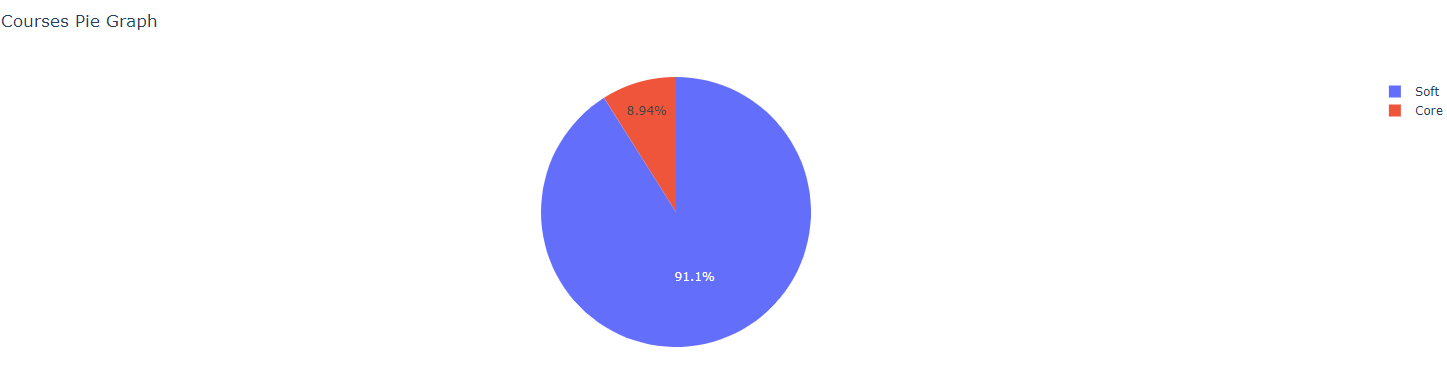 Courses Pie Graph
Soft
Core
8.94%
91.1%